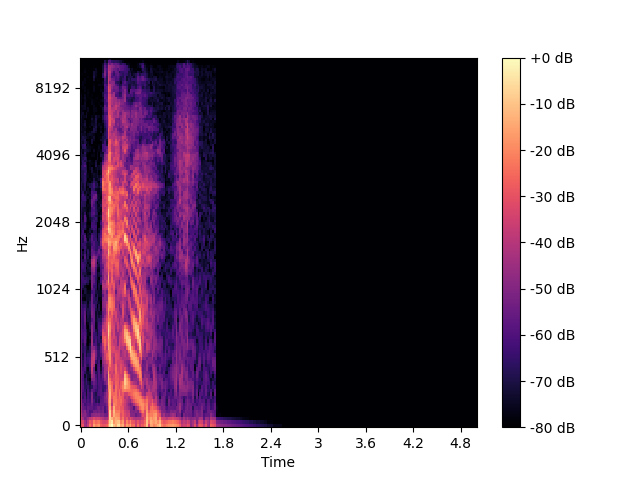 +0 dB
8192
-10 dB
4096
-20 dB
-30 dB
2048
Hz
-40 dB
1024
-50 dB
512
-60 dB
-70 dB
0
-80 dB
0 0.6 1.2 1.8 2.4 3 3.6 4.2 4.8
Time